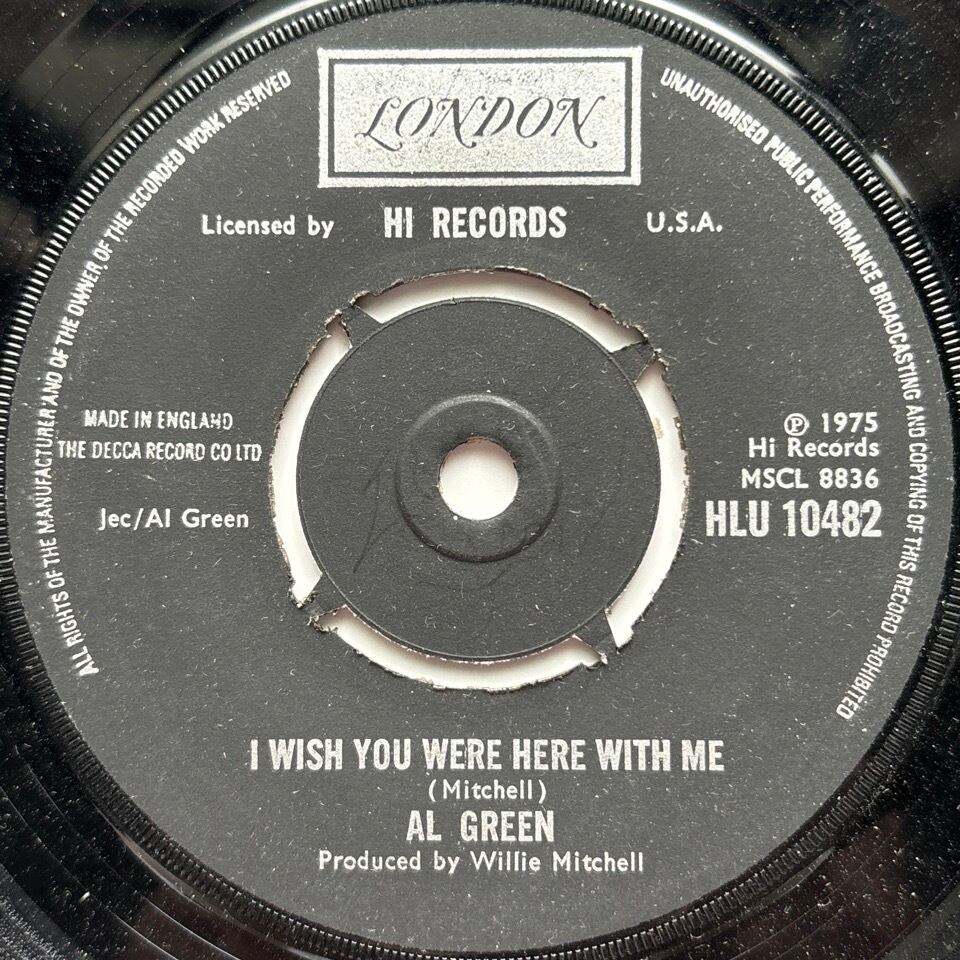 LONDON
Licensed by HI RECORDS U.S.A.
ALL RIGHTS OF THE MANUFACTURER AND OF THE OWNER OF THE RECORDED WORK RESERVED
UNAUTHORISED PUBLIC PERFORMANCE BROADCASTING AND COPYING OF THIS RECORD PROHIBITED
MADE IN ENGLAND
THE DECCA RECORD CO LTD
Jec/Al Green
℗ 1975
Hi Records
MSCL 8836
HLU 10482
I WISH YOU WERE HERE WITH ME
(Mitchell)
AL GREEN
Produced by Willie Mitchell